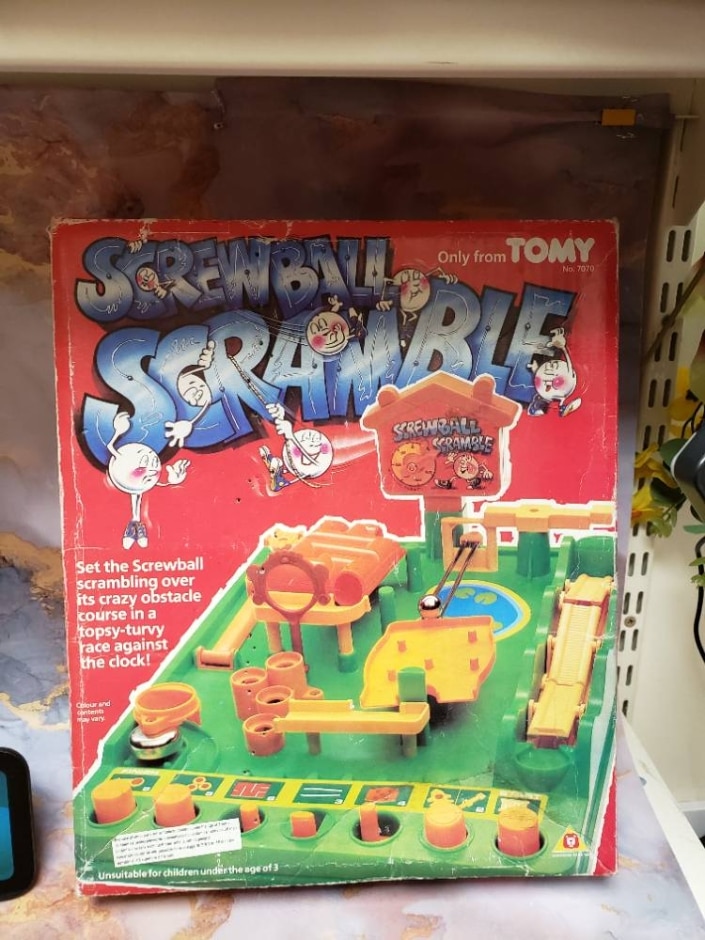 SCREWBALL
Only from TOMY
No. 7070
SCRAMBLE
SCREWBALL
SCRAMBLE
Set the Screwball
scrambling over
its crazy obstacle
course in a
topsy-turvy
race against
the clock!
Colour and
contents
may vary.
Unsuitable for children under the age of 3